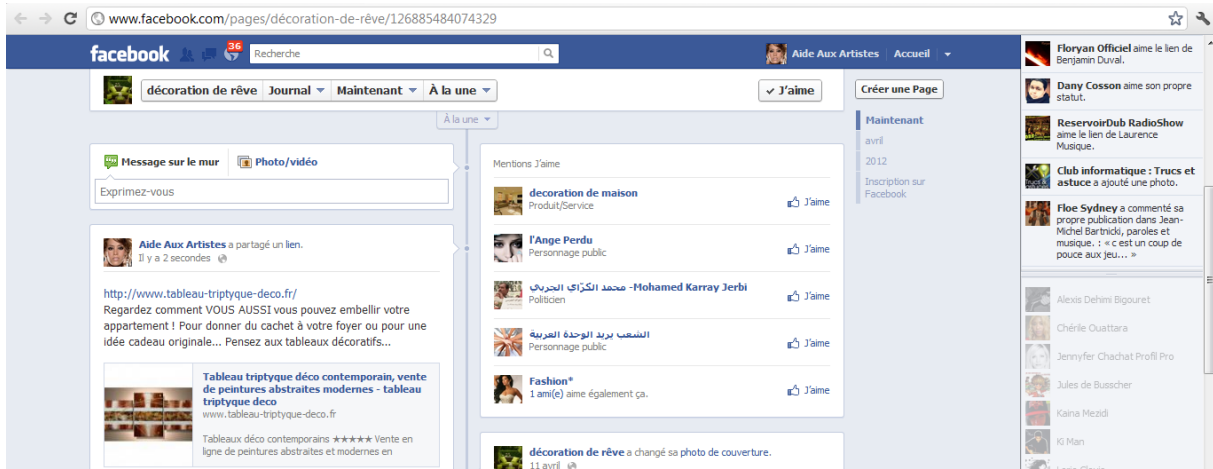 www.facebook.com/pages/décoration-de-rêve/126885484074329
facebook
36
Recherche
Aide Aux Artistes
Accueil
décoration de rêve
Journal
Maintenant
À la une
J'aime
Créer une Page
À la une
Maintenant
avril
2012
Inscription sur
Facebook
Message sur le mur
Photo/vidéo
Exprimez-vous
Aide Aux Artistes a partagé un lien.
Il y a 2 secondes
http://www.tableau-triptyque-deco.fr/
Regardez comment VOUS AUSSI vous pouvez embellir votre
appartement ! Pour donner du cachet à votre foyer ou pour une
idée cadeau originale... Pensez aux tableaux décoratifs...
Tableau triptyque déco contemporain, vente
de peintures abstraites modernes - tableau
triptyque deco
www.tableau-triptyque-deco.fr
Tableaux déco contemporains ★★★★★ Vente en
ligne de peintures abstraites et modernes en
Mentions J'aime
decoration de maison
Produit/Service
J'aime
l'Ange Perdu
Personnage public
J'aime
محمد الكرّاي الجربي -Mohamed Karray Jerbi
Politicien
J'aime
الشعب يريد الوحدة العربية
Personnage public
J'aime
Fashion*
1 ami(e) aime également ça.
J'aime
décoration de rêve a changé sa photo de couverture.
11 avril
Floryan Officiel aime le lien de
Benjamin Duval.
Dany Cosson aime son propre
statut.
ReservoirDub RadioShow
aime le lien de Laurence
Musique.
Club informatique : Trucs et
astuce a ajouté une photo.
Floe Sydney a commenté sa
propre publication dans Jean-
Michel Bartnicki, paroles et
musique. : « c est un coup de
pouce aux jeu... »
Alexis Dehimi Bigouret
Chérile Ouattara
Jennyfer Chachat Profil Pro
Jules de Busscher
Kaina Mezidi
Ki Man